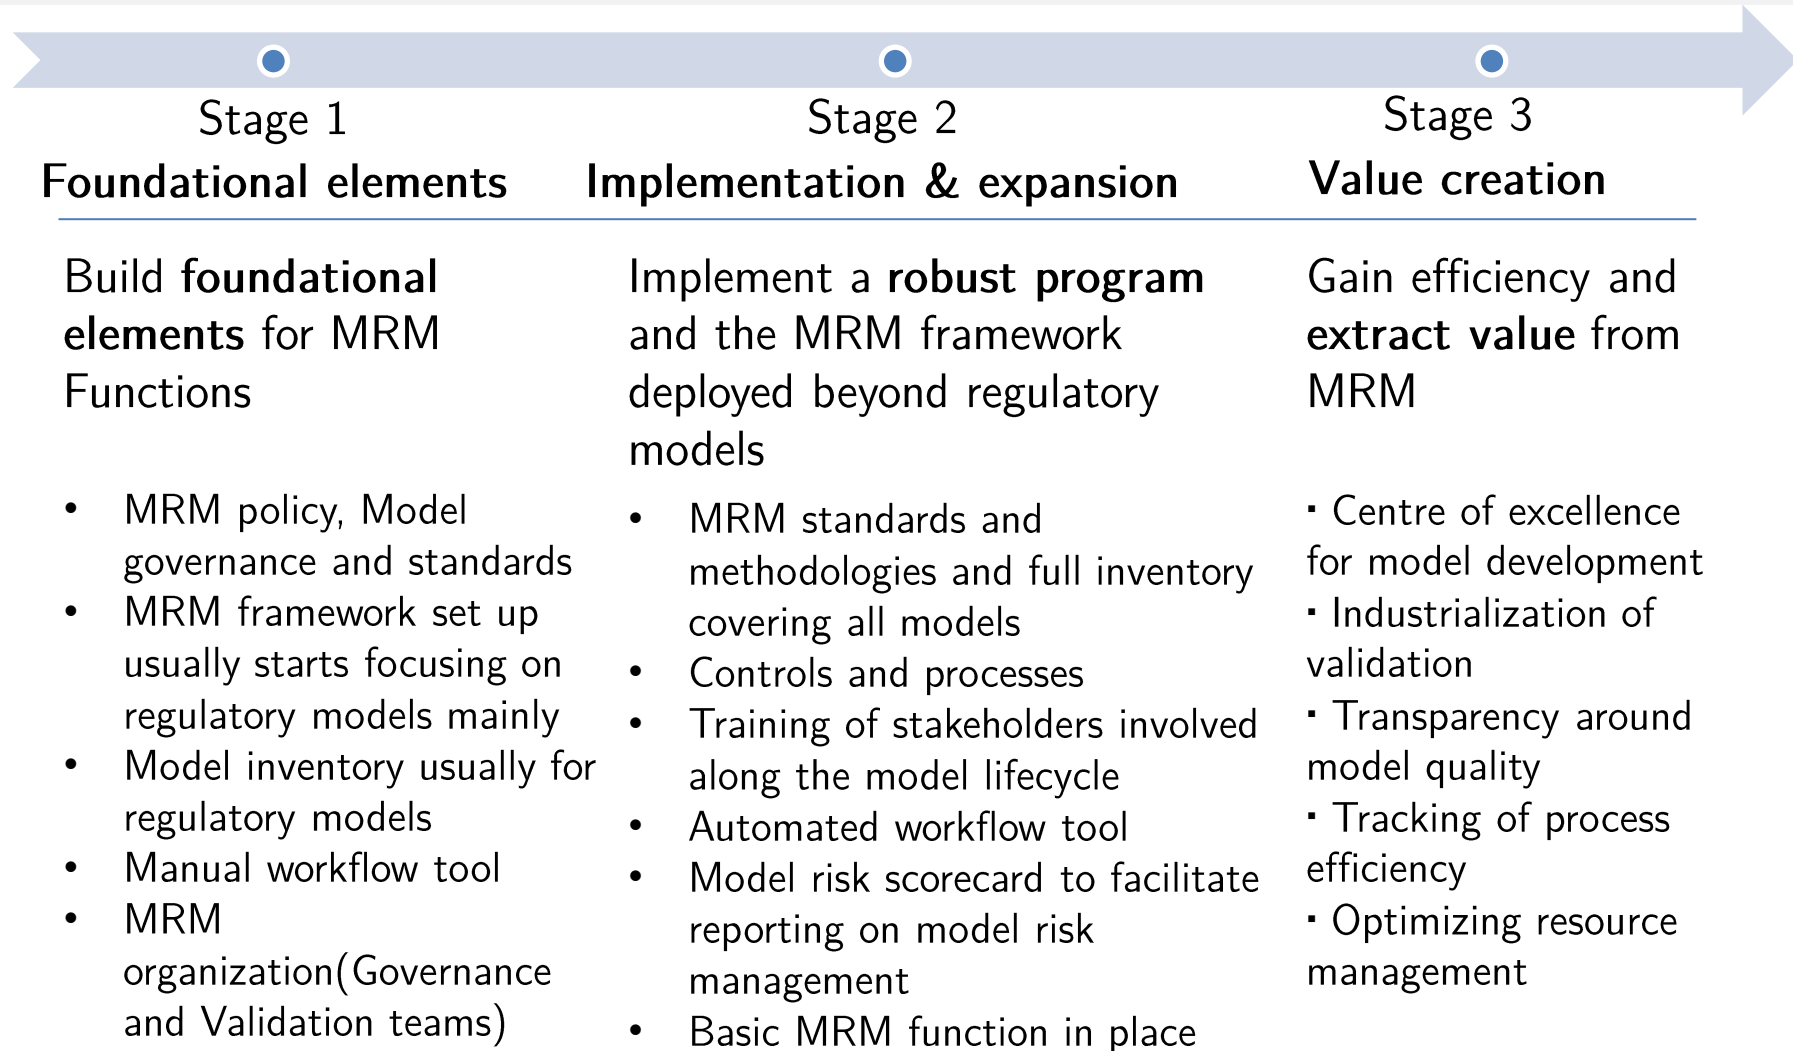 Stage 1
Foundational elements
Build foundational
elements for MRM
Functions
• MRM policy, Model
governance and standards
• MRM framework set up
usually starts focusing on
regulatory models mainly
• Model inventory usually for
regulatory models
• Manual workflow tool
• MRM
organization(Governance
and Validation teams)
Stage 2
Implementation & expansion
Implement a robust program
and the MRM framework
deployed beyond regulatory
models
• MRM standards and
methodologies and full inventory
covering all models
• Controls and processes
• Training of stakeholders involved
along the model lifecycle
• Automated workflow tool
• Model risk scorecard to facilitate
reporting on model risk
management
• Basic MRM function in place
Stage 3
Value creation
Gain efficiency and
extract value from
MRM
▪ Centre of excellence
for model development
▪ Industrialization of
validation
▪ Transparency around
model quality
▪ Tracking of process
efficiency
▪ Optimizing resource
management